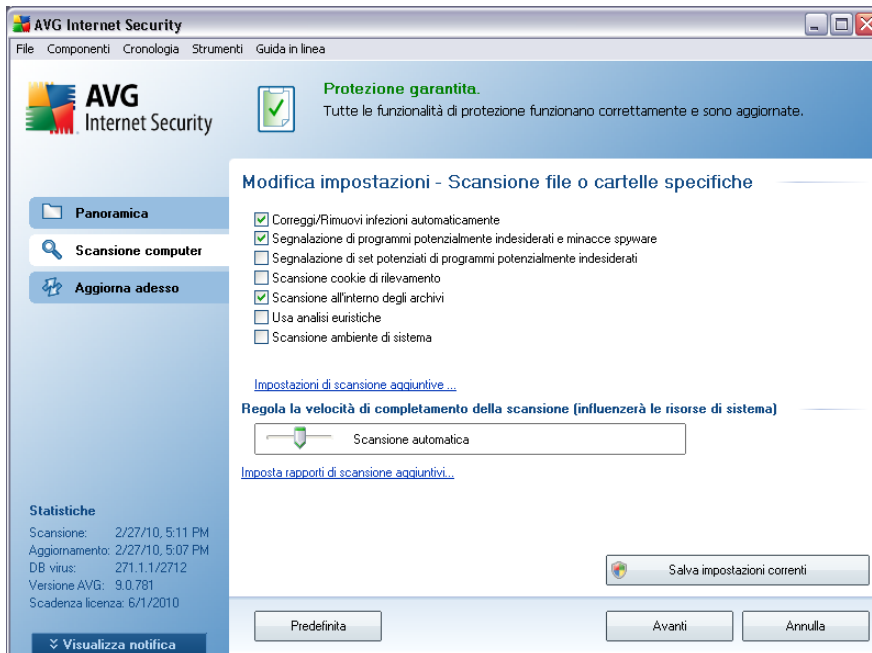 AVG Internet Security
File Componenti Cronologia Strumenti Guida in linea
AVG
Internet Security
Protezione garantita.
Tutte le funzionalità di protezione funzionano correttamente e sono aggiornate.
Panoramica
Scansione computer
Aggiorna adesso
Modifica impostazioni - Scansione file o cartelle specifiche
Correggi/Rimuovi infezioni automaticamente
Segnalazione di programmi potenzialmente indesiderati e minacce spyware
Segnalazione di set potenziati di programmi potenzialmente indesiderati
Scansione cookie di rilevamento
Scansione all'interno degli archivi
Usa analisi euristiche
Scansione ambiente di sistema
Impostazioni di scansione aggiuntive ...
Regola la velocità di completamento della scansione (influenzerà le risorse di sistema)
Scansione automatica
Imposta rapporti di scansione aggiuntivi...
Statistiche
Scansione: 2/27/10, 5:11 PM
Aggiornamento: 2/27/10, 5:07 PM
DB virus: 271.1.1/2712
Versione AVG: 9.0.781
Scadenza licenza: 6/1/2010
Visualizza notifica
Salva impostazioni correnti
Predefinita
Avanti
Annulla